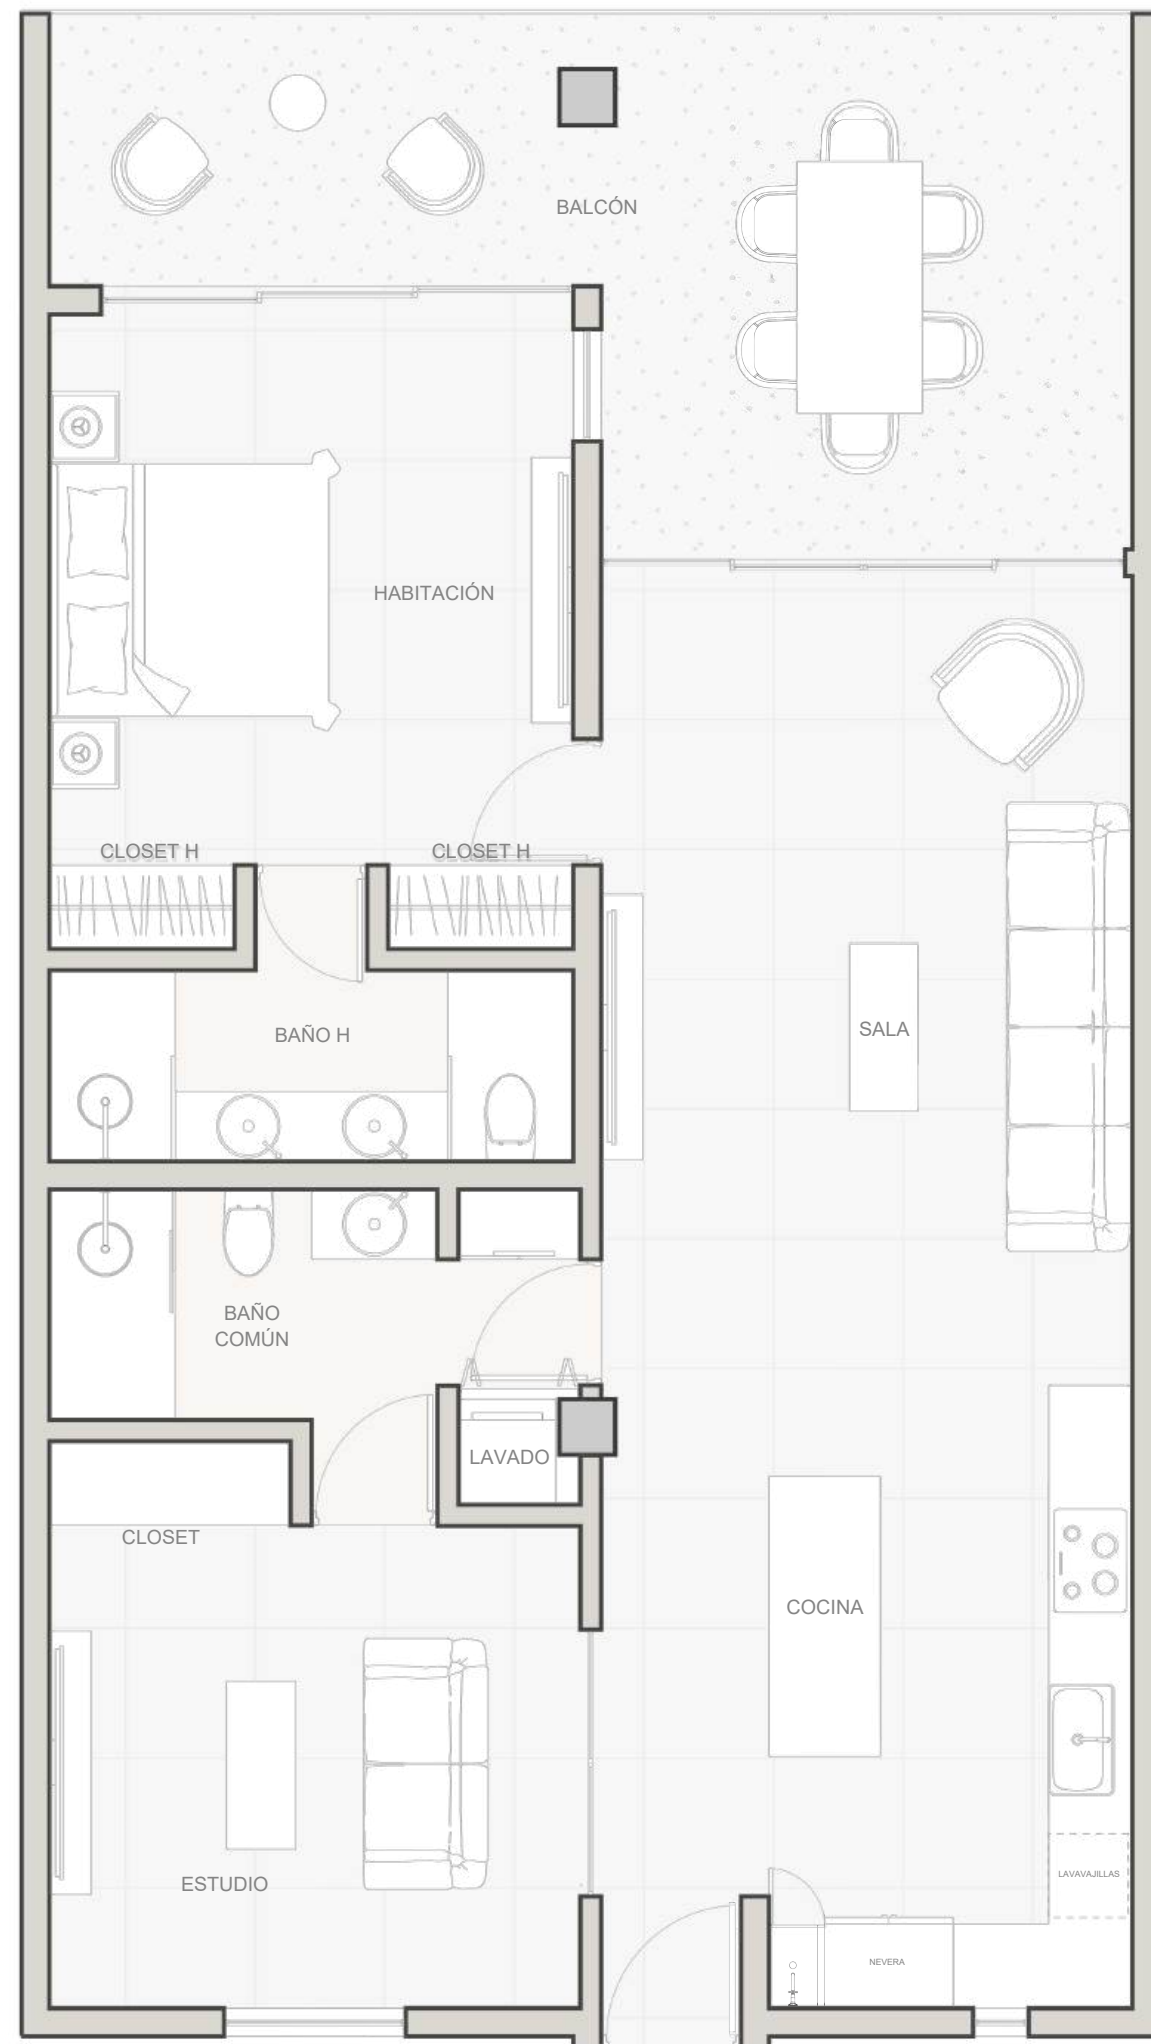 BALCÓN
HABITACIÓN
CLOSET H
CLOSET H
BAÑO H
SALA
BAÑO
COMÚN
LAVADO
CLOSET
COCINA
ESTUDIO
LAVAVAJILLAS
NEVERA